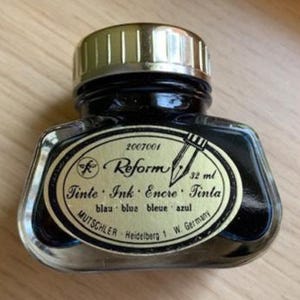 2007001
Reform 32 ml
Tinte · Ink · Encre · Tinta
blau · blue bleue · azul
MUTSCHLER · Heidelberg 1 · W. Germany